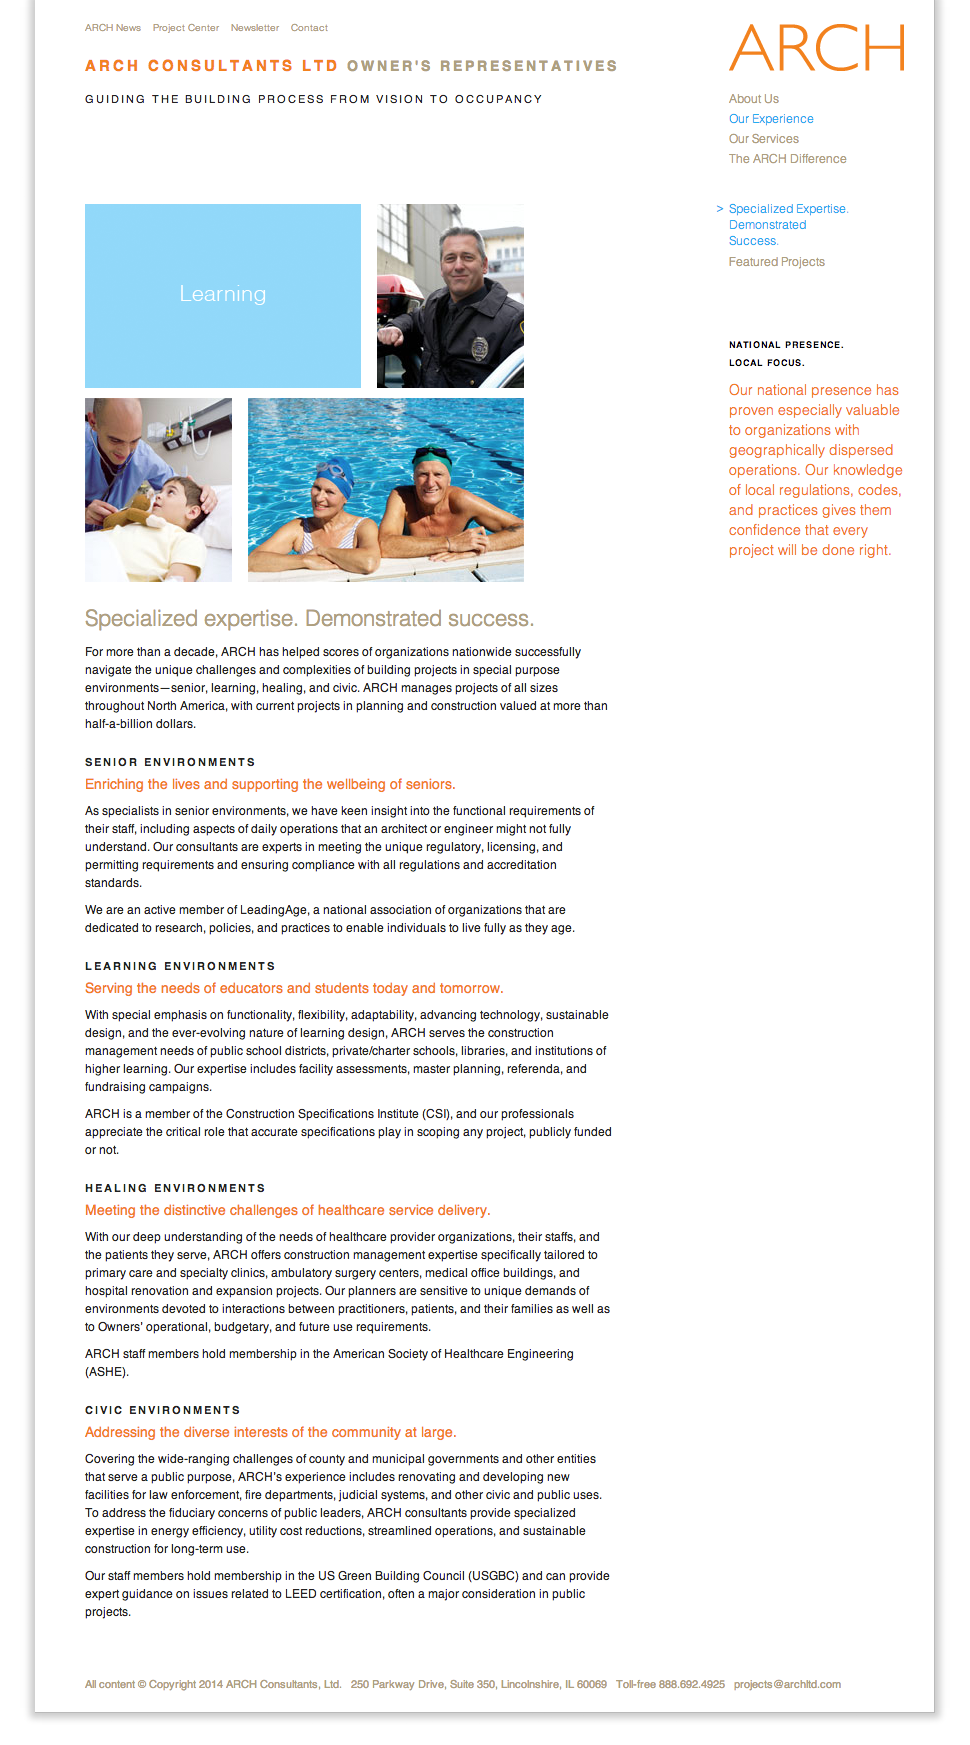 ARCH News Project Center Newsletter Contact
ARCH CONSULTANTS LTD OWNER'S REPRESENTATIVES
GUIDING THE BUILDING PROCESS FROM VISION TO OCCUPANCY
ARCH
About Us
Our Experience
Our Services
The ARCH Difference
> Specialized Expertise.
Demonstrated
Success.
Featured Projects
Learning
NATIONAL PRESENCE.
LOCAL FOCUS.
Our national presence has
proven especially valuable
to organizations with
geographically dispersed
operations. Our knowledge
of local regulations, codes,
and practices gives them
confidence that every
project will be done right.
Specialized expertise. Demonstrated success.
For more than a decade, ARCH has helped scores of organizations nationwide successfully
navigate the unique challenges and complexities of building projects in special purpose
environments—senior, learning, healing, and civic. ARCH manages projects of all sizes
throughout North America, with current projects in planning and construction valued at more than
half-a-billion dollars.
SENIOR ENVIRONMENTS
Enriching the lives and supporting the wellbeing of seniors.
As specialists in senior environments, we have keen insight into the functional requirements of
their staff, including aspects of daily operations that an architect or engineer might not fully
understand. Our consultants are experts in meeting the unique regulatory, licensing, and
permitting requirements and ensuring compliance with all regulations and accreditation
standards.
We are an active member of LeadingAge, a national association of organizations that are
dedicated to research, policies, and practices to enable individuals to live fully as they age.
LEARNING ENVIRONMENTS
Serving the needs of educators and students today and tomorrow.
With special emphasis on functionality, flexibility, adaptability, advancing technology, sustainable
design, and the ever-evolving nature of learning design, ARCH serves the construction
management needs of public school districts, private/charter schools, libraries, and institutions of
higher learning. Our expertise includes facility assessments, master planning, referenda, and
fundraising campaigns.
ARCH is a member of the Construction Specifications Institute (CSI), and our professionals
appreciate the critical role that accurate specifications play in scoping any project, publicly funded
or not.
HEALING ENVIRONMENTS
Meeting the distinctive challenges of healthcare service delivery.
With our deep understanding of the needs of healthcare provider organizations, their staffs, and
the patients they serve, ARCH offers construction management expertise specifically tailored to
primary care and specialty clinics, ambulatory surgery centers, medical office buildings, and
hospital renovation and expansion projects. Our planners are sensitive to unique demands of
environments devoted to interactions between practitioners, patients, and their families as well as
to Owners' operational, budgetary, and future use requirements.
ARCH staff members hold membership in the American Society of Healthcare Engineering
(ASHE).
CIVIC ENVIRONMENTS
Addressing the diverse interests of the community at large.
Covering the wide-ranging challenges of county and municipal governments and other entities
that serve a public purpose, ARCH's experience includes renovating and developing new
facilities for law enforcement, fire departments, judicial systems, and other civic and public uses.
To address the fiduciary concerns of public leaders, ARCH consultants provide specialized
expertise in energy efficiency, utility cost reductions, streamlined operations, and sustainable
construction for long-term use.
Our staff members hold membership in the US Green Building Council (USGBC) and can provide
expert guidance on issues related to LEED certification, often a major consideration in public
projects.
All content © Copyright 2014 ARCH Consultants, Ltd. 250 Parkway Drive, Suite 350, Lincolnshire, IL 60069 Toll-free 888.692.4925 projects@archltd.com